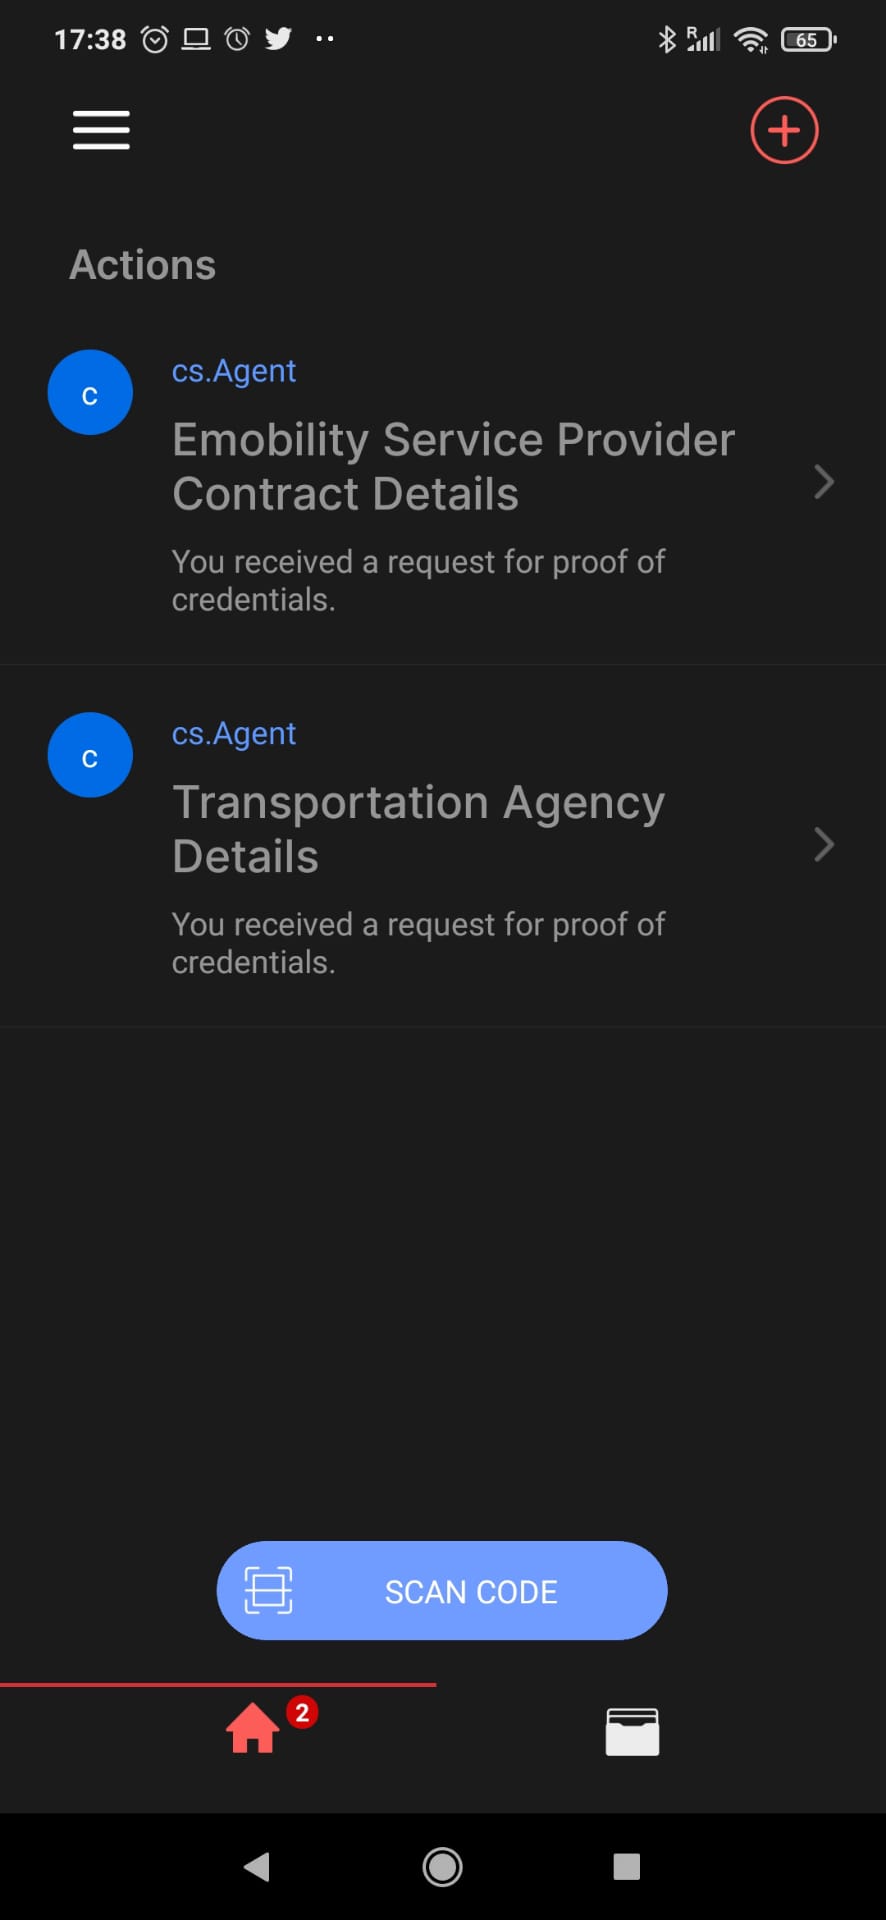 17:38
R
65
Actions
c
cs.Agent
Emobility Service Provider
Contract Details
You received a request for proof of
credentials.
c
cs.Agent
Transportation Agency
Details
You received a request for proof of
credentials.
SCAN CODE
2